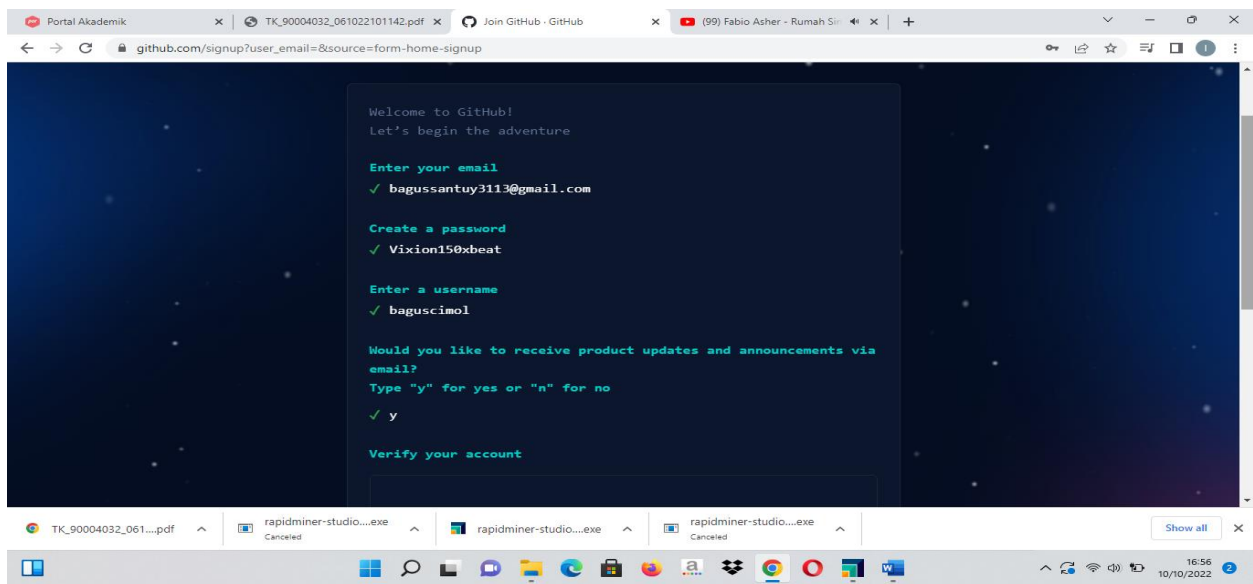 Portal Akademik
TK_90004032_061022101142.pdf
Join GitHub · GitHub
(99) Fabio Asher - Rumah Sin
github.com/signup?user_email=&source=form-home-signup
Welcome to GitHub!
Let's begin the adventure
Enter your email
✓ bagussantuy3113@gmail.com
Create a password
✓ Vixion150xbeat
Enter a username
✓ baguscimol
Would you like to receive product updates and announcements via
email?
Type "y" for yes or "n" for no
✓ y
Verify your account
TK_90004032_061....pdf
rapidminer-studio....exe
Canceled
rapidminer-studio....exe
rapidminer-studio....exe
Canceled
Show all
16:56
10/10/2022
2